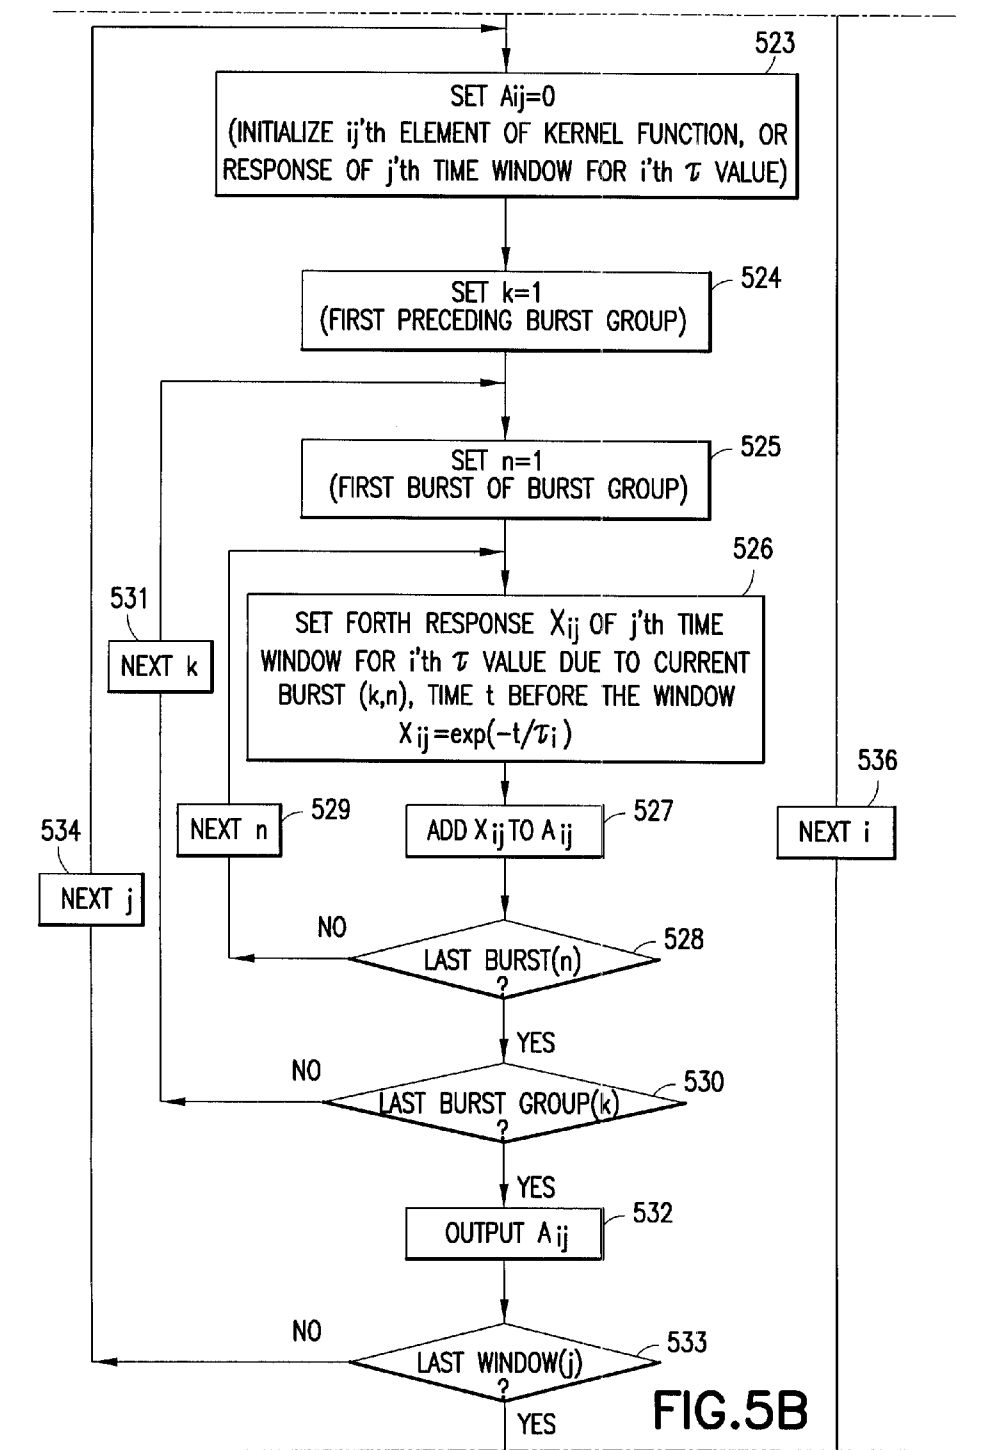 523
SET Aij=0
(INITIALIZE ij'th ELEMENT OF KERNEL FUNCTION, OR
RESPONSE OF j'th TIME WINDOW FOR i'th τ VALUE)
524
SET k=1
(FIRST PRECEDING BURST GROUP)
525
SET n=1
(FIRST BURST OF BURST GROUP)
526
SET FORTH RESPONSE Xij OF j'th TIME
WINDOW FOR i'th τ VALUE DUE TO CURRENT
BURST (k,n), TIME t BEFORE THE WINDOW
Xij=exp(-t/τi)
531
NEXT k
536
NEXT i
529
NEXT n
527
ADD Xij TO Aij
534
NEXT j
NO
528
LAST BURST(n)
?
YES
NO
530
LAST BURST GROUP(k)
?
YES
532
OUTPUT Aij
NO
533
LAST WINDOW(j)
?
YES
FIG.5B